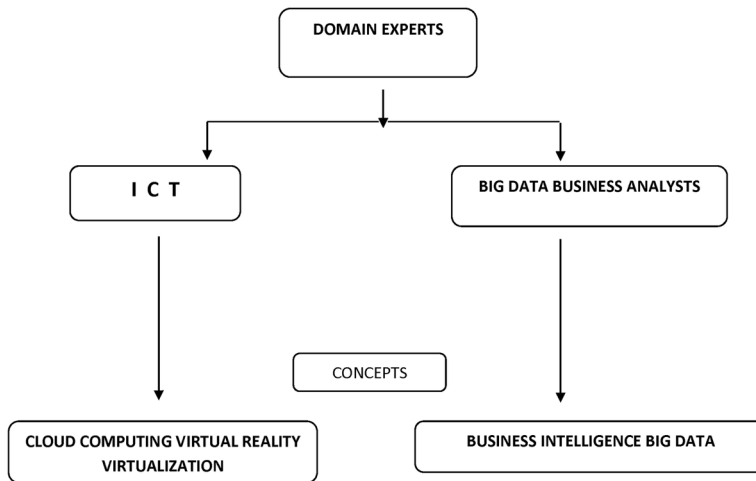 DOMAIN EXPERTS
I C T
BIG DATA BUSINESS ANALYSTS
CONCEPTS
CLOUD COMPUTING VIRTUAL REALITY
VIRTUALIZATION
BUSINESS INTELLIGENCE BIG DATA